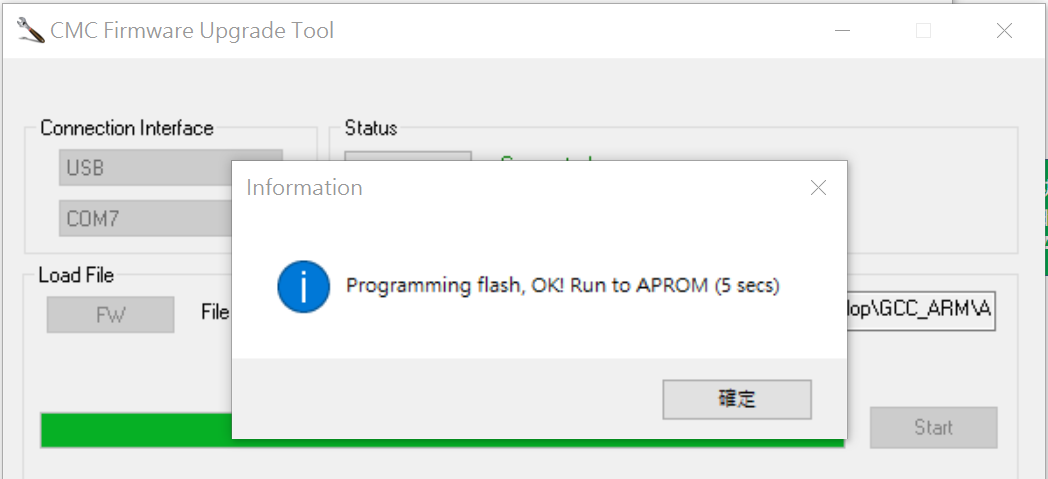 CMC Firmware Upgrade Tool
Connection Interface
Status
USB
COM7
Information
Programming flash, OK! Run to APROM (5 secs)
確定
Load File
FW
File
lop\GCC_ARM\A
Start